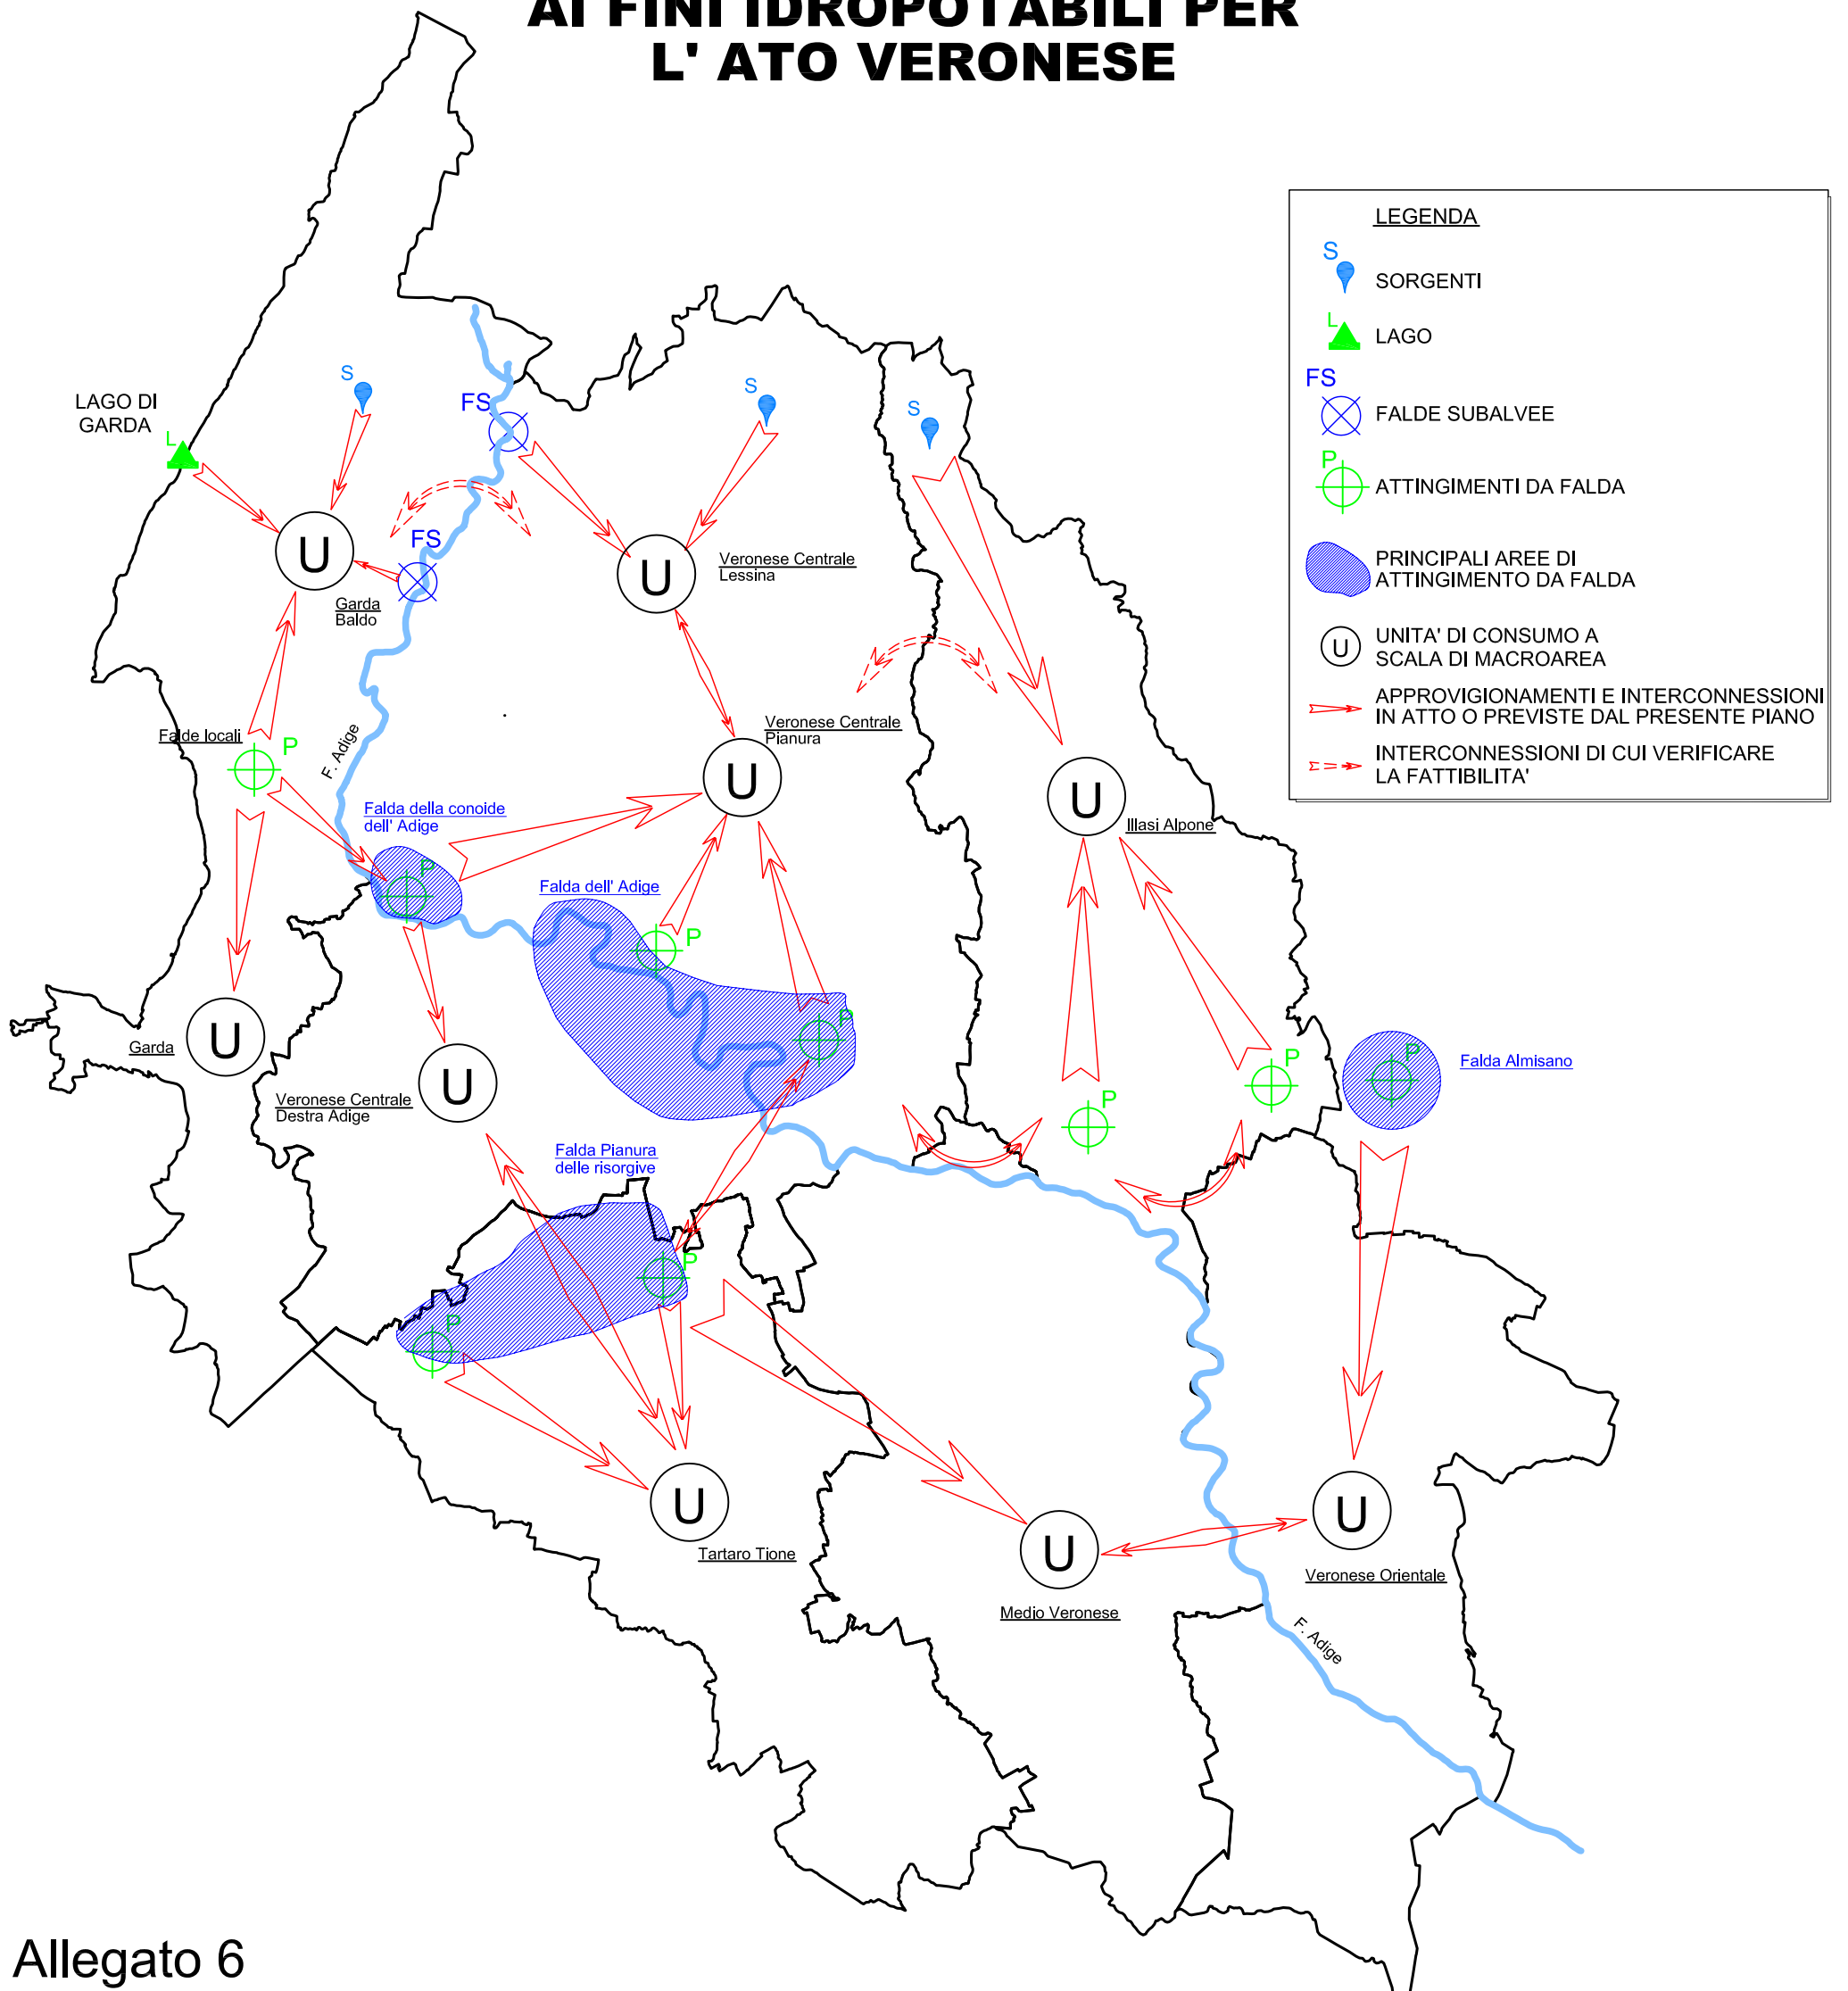 AI FINI IDROPOTABILI PER
L' ATO VERONESE
LEGENDA
S
SORGENTI
L
LAGO
FS
FALDE SUBALVEE
P
ATTINGIMENTI DA FALDA
PRINCIPALI AREE DI
ATTINGIMENTO DA FALDA
U
UNITA' DI CONSUMO A
SCALA DI MACROAREA
APPROVIGIONAMENTI E INTERCONNESSIONI
IN ATTO O PREVISTE DAL PRESENTE PIANO
INTERCONNESSIONI DI CUI VERIFICARE
LA FATTIBILITA'
S
LAGO DI
GARDA
L
FS
S
S
U
FS
U
Veronese Centrale
Lessina
Garda
Baldo
Falde locali
P
F. Adige
Veronese Centrale
Pianura
U
U
Illasi Alpone
Falda della conoide
dell' Adige
P
Falda dell' Adige
P
P
U
Garda
U
Veronese Centrale
Destra Adige
P
P
P
Falda Almisano
Falda Pianura
delle risorgive
P
P
U
Tartaro Tione
U
Medio Veronese
U
Veronese Orientale
F. Adige
Allegato 6